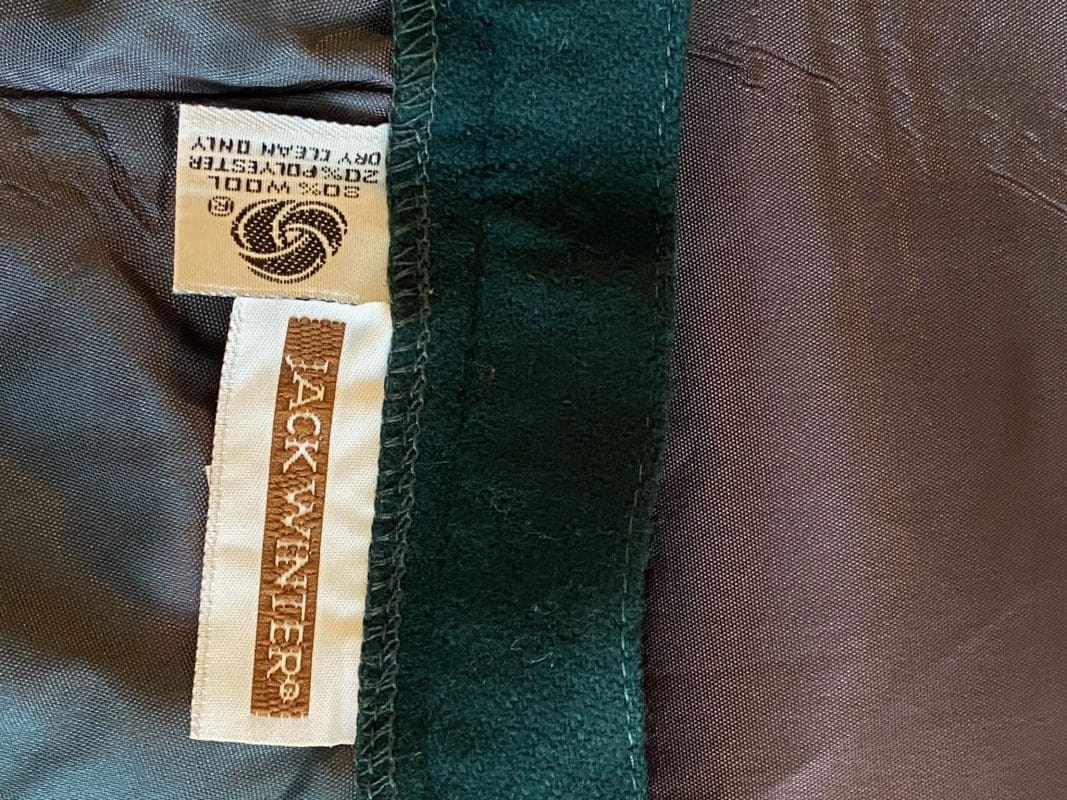 ®
80% WOOL
20% POLYESTER
DRY CLEAN ONLY
JACK WINTER®